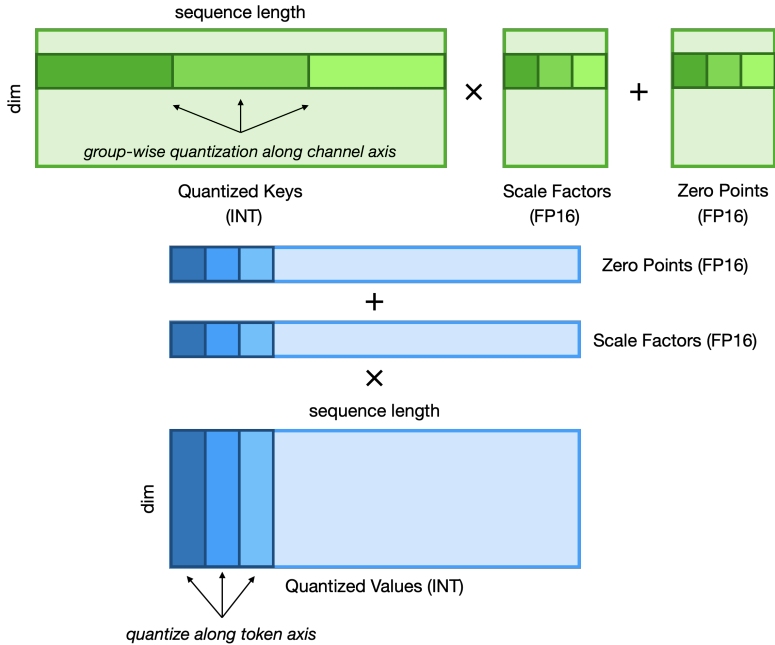 sequence length
dim
×
+
group-wise quantization along channel axis
Quantized Keys
(INT)
Scale Factors
(FP16)
Zero Points
(FP16)
Zero Points (FP16)
+
Scale Factors (FP16)
×
sequence length
dim
Quantized Values (INT)
quantize along token axis